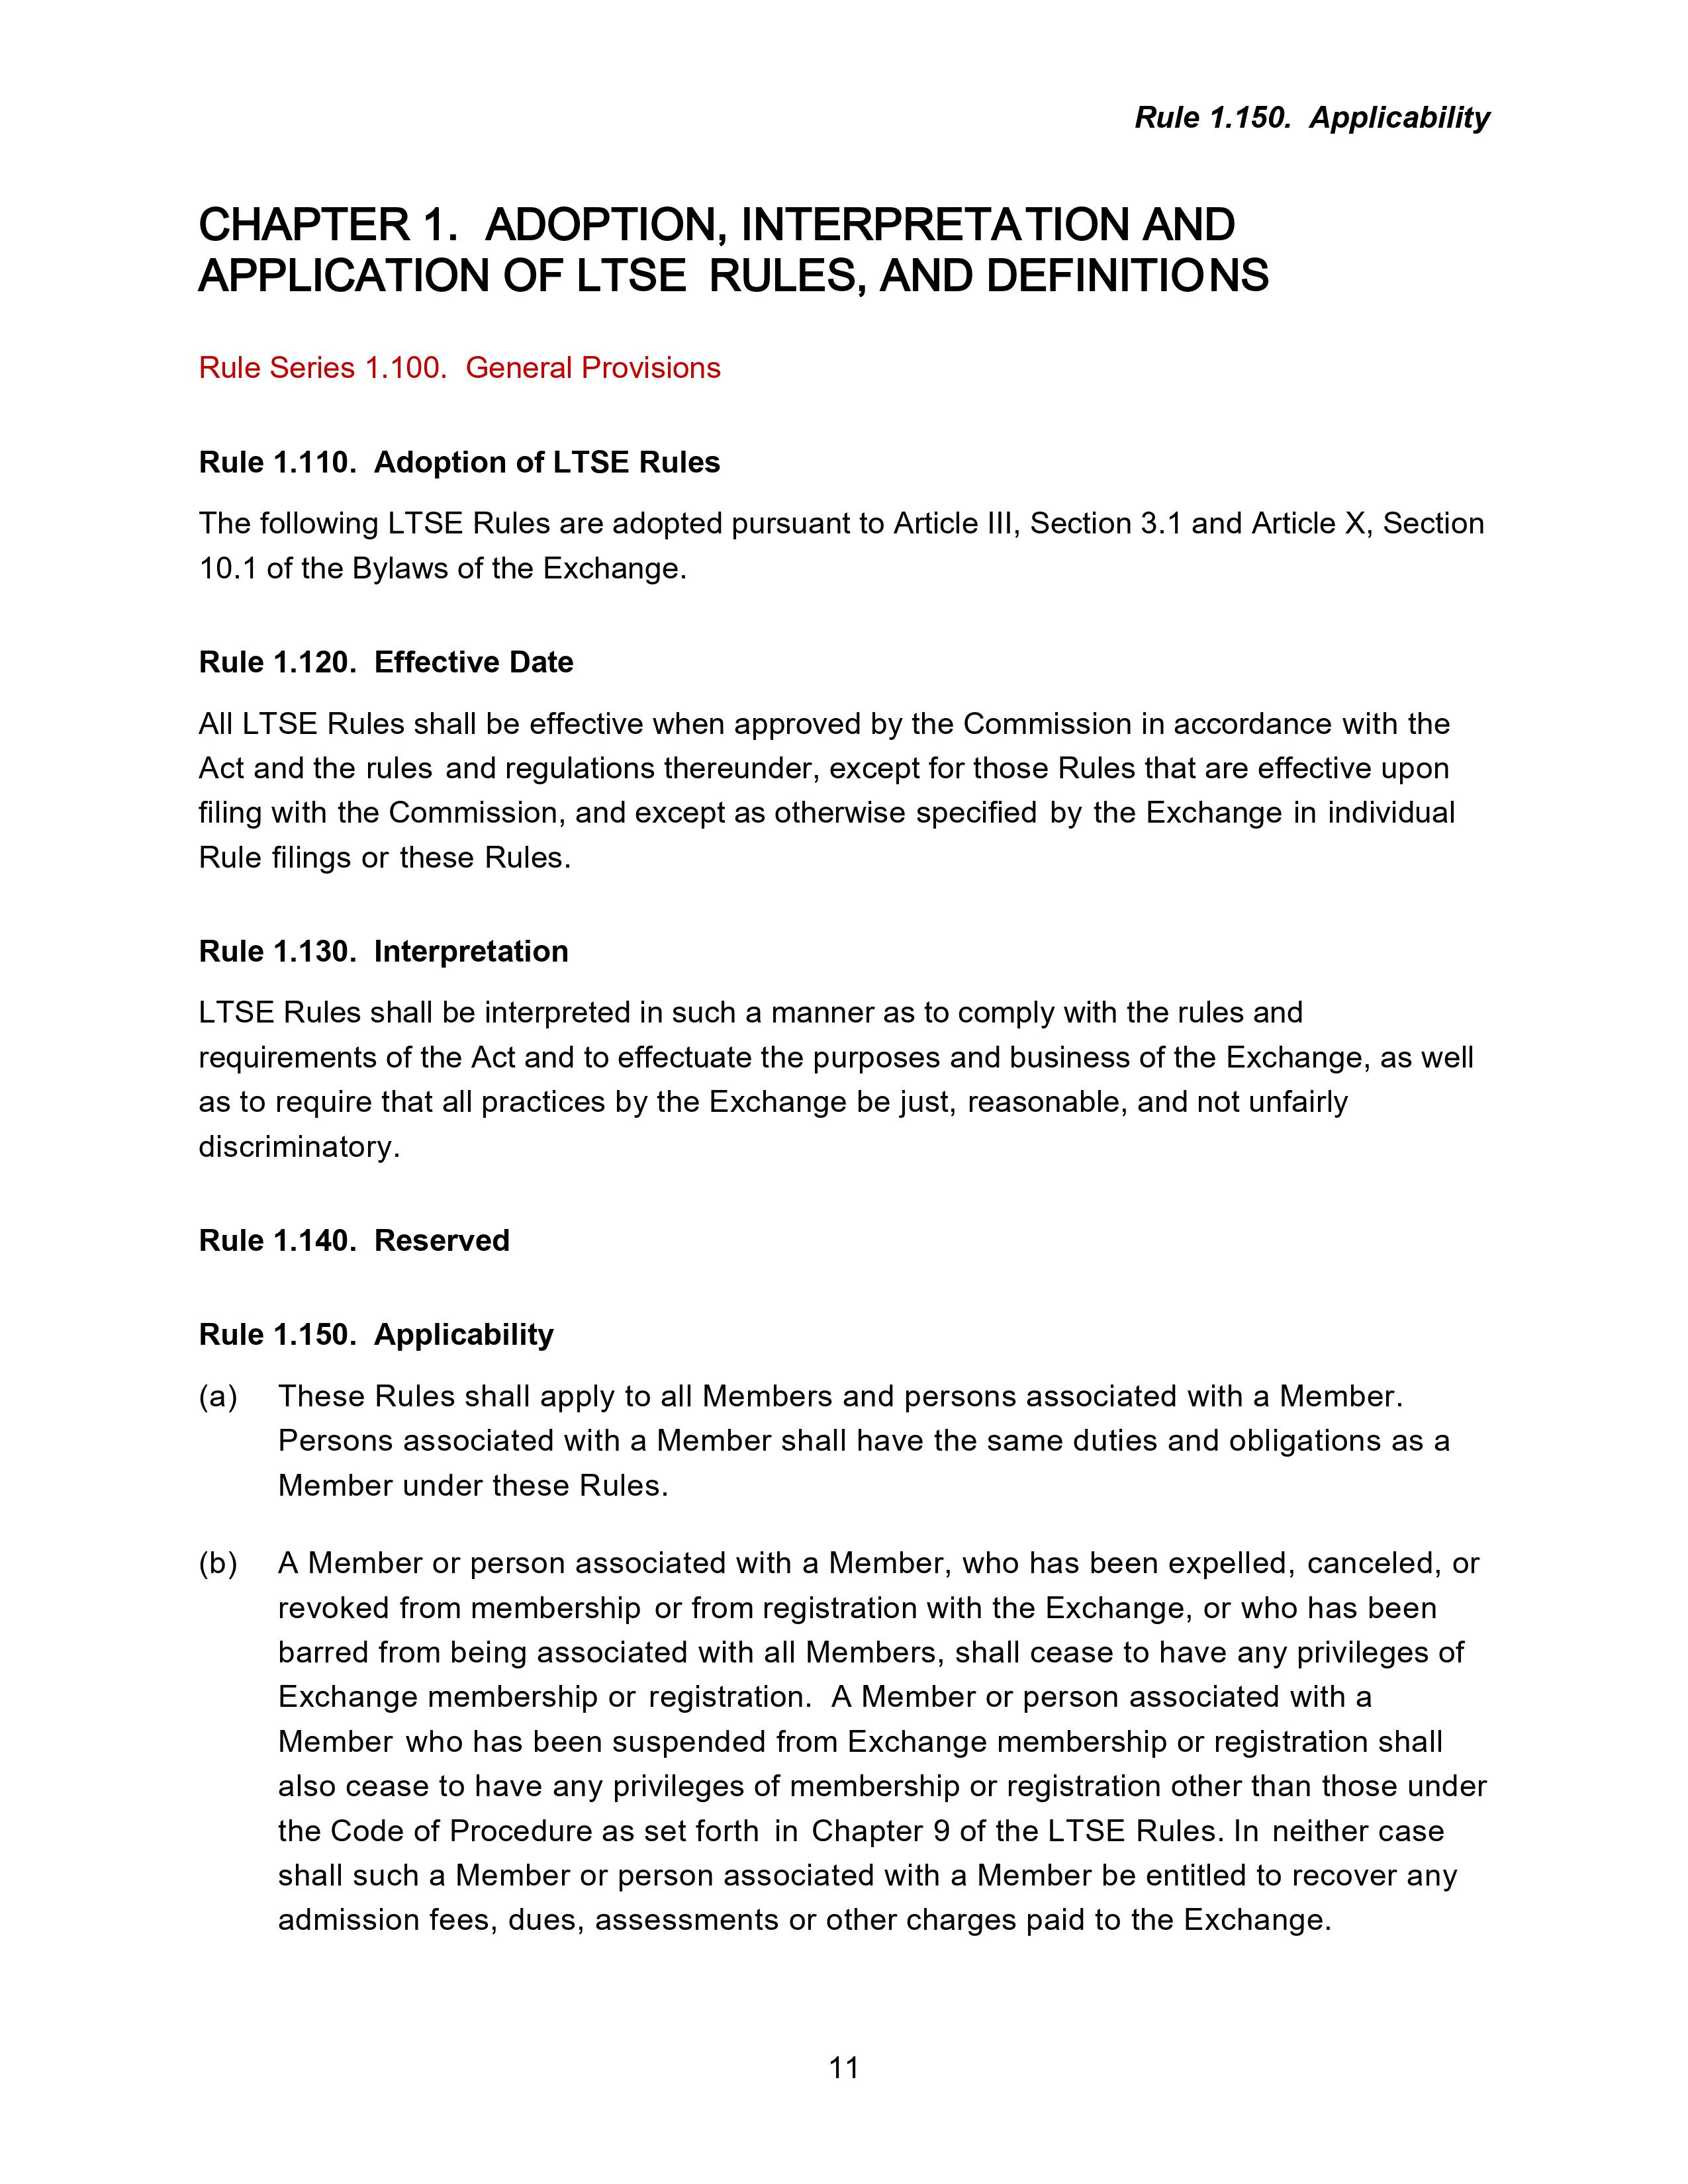 Rule 1.150.  Applicability
CHAPTER 1.  ADOPTION, INTERPRETATION AND
APPLICATION OF LTSE RULES, AND DEFINITIONS
Rule Series 1.100.  General Provisions
Rule 1.110.  Adoption of LTSE Rules
The following LTSE Rules are adopted pursuant to Article III, Section 3.1 and Article X, Section
10.1 of the Bylaws of the Exchange.
Rule 1.120.  Effective Date
All LTSE Rules shall be effective when approved by the Commission in accordance with the
Act and the rules and regulations thereunder, except for those Rules that are effective upon
filing with the Commission, and except as otherwise specified by the Exchange in individual
Rule filings or these Rules.
Rule 1.130.  Interpretation
LTSE Rules shall be interpreted in such a manner as to comply with the rules and
requirements of the Act and to effectuate the purposes and business of the Exchange, as well
as to require that all practices by the Exchange be just, reasonable, and not unfairly
discriminatory.
Rule 1.140.  Reserved
Rule 1.150.  Applicability
(a) These Rules shall apply to all Members and persons associated with a Member.
Persons associated with a Member shall have the same duties and obligations as a
Member under these Rules.
(b) A Member or person associated with a Member, who has been expelled, canceled, or
revoked from membership or from registration with the Exchange, or who has been
barred from being associated with all Members, shall cease to have any privileges of
Exchange membership or registration.  A Member or person associated with a
Member who has been suspended from Exchange membership or registration shall
also cease to have any privileges of membership or registration other than those under
the Code of Procedure as set forth in Chapter 9 of the LTSE Rules. In neither case
shall such a Member or person associated with a Member be entitled to recover any
admission fees, dues, assessments or other charges paid to the Exchange.
11